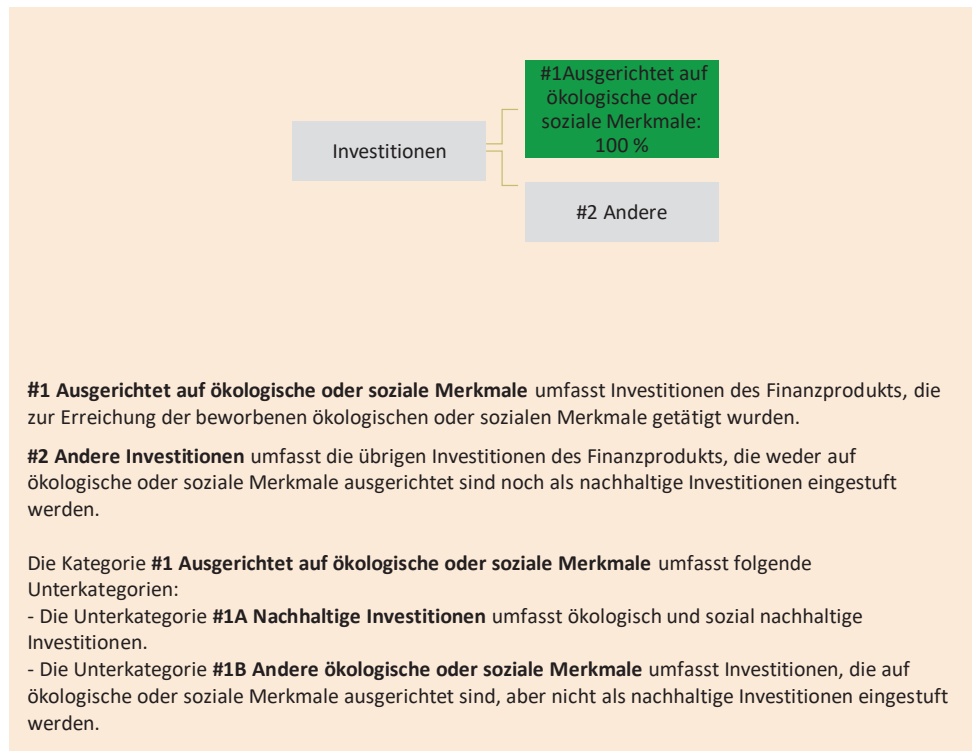 #1Ausgerichtet auf
ökologische oder
soziale Merkmale:
100 %
Investitionen
#2 Andere
#1 Ausgerichtet auf ökologische oder soziale Merkmale umfasst Investitionen des Finanzprodukts, die
zur Erreichung der beworbenen ökologischen oder sozialen Merkmale getätigt wurden.
#2 Andere Investitionen umfasst die übrigen Investitionen des Finanzprodukts, die weder auf
ökologische oder soziale Merkmale ausgerichtet sind noch als nachhaltige Investitionen eingestuft
werden.
Die Kategorie #1 Ausgerichtet auf ökologische oder soziale Merkmale umfasst folgende
Unterkategorien:
- Die Unterkategorie #1A Nachhaltige Investitionen umfasst ökologisch und sozial nachhaltige
Investitionen.
- Die Unterkategorie #1B Andere ökologische oder soziale Merkmale umfasst Investitionen, die auf
ökologische oder soziale Merkmale ausgerichtet sind, aber nicht als nachhaltige Investitionen eingestuft
werden.